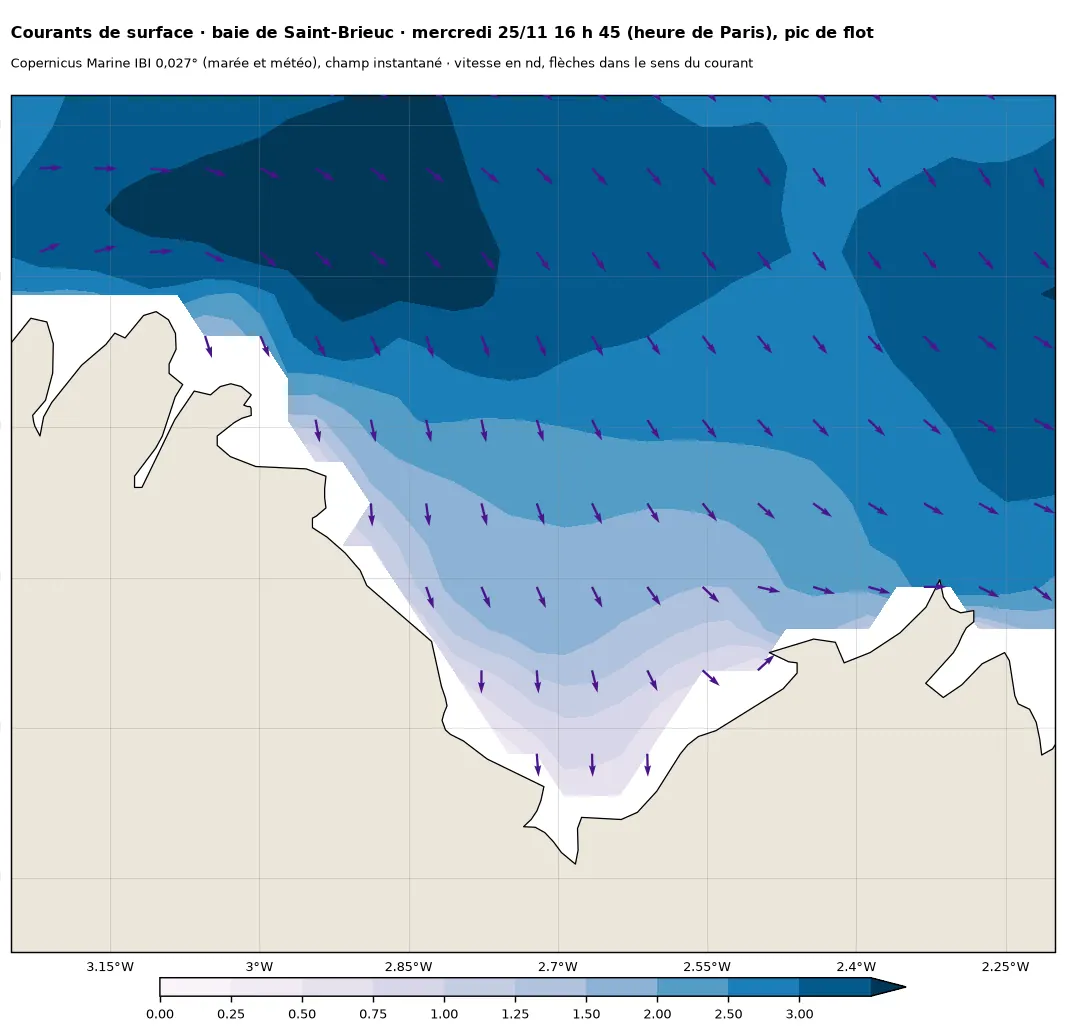 Courants de surface · baie de Saint-Brieuc · mercredi 25/11 16 h 45 (heure de Paris), pic de flot
Copernicus Marine IBI 0,027° (marée et météo), champ instantané · vitesse en nd, flèches dans le sens du courant
3.15°W 3°W 2.85°W 2.7°W 2.55°W 2.4°W 2.25°W
0.00 0.25 0.50 0.75 1.00 1.25 1.50 2.00 2.50 3.00